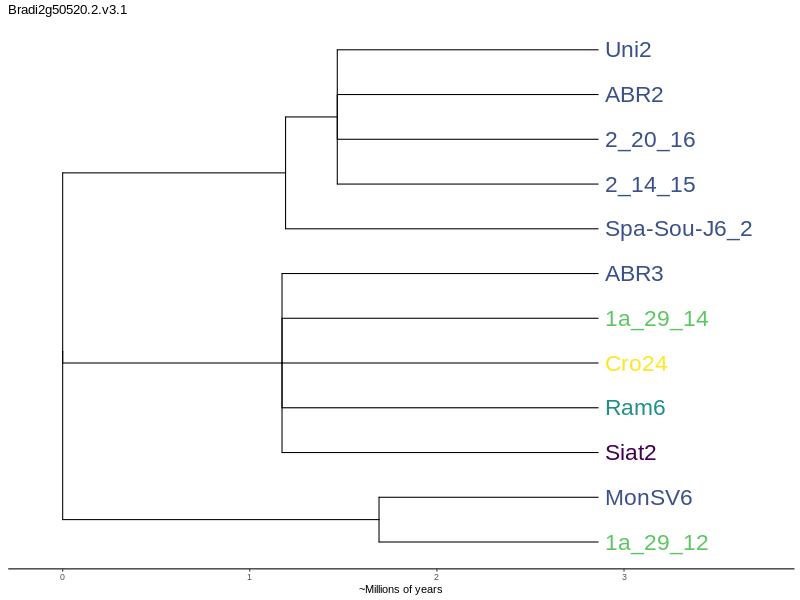 Bradi2g50520.2.v3.1
Uni2
ABR2
2_20_16
2_14_15
Spa-Sou-J6_2
ABR3
1a_29_14
Cro24
Ram6
Siat2
MonSV6
1a_29_12
0 1 2 3
~Millions of years